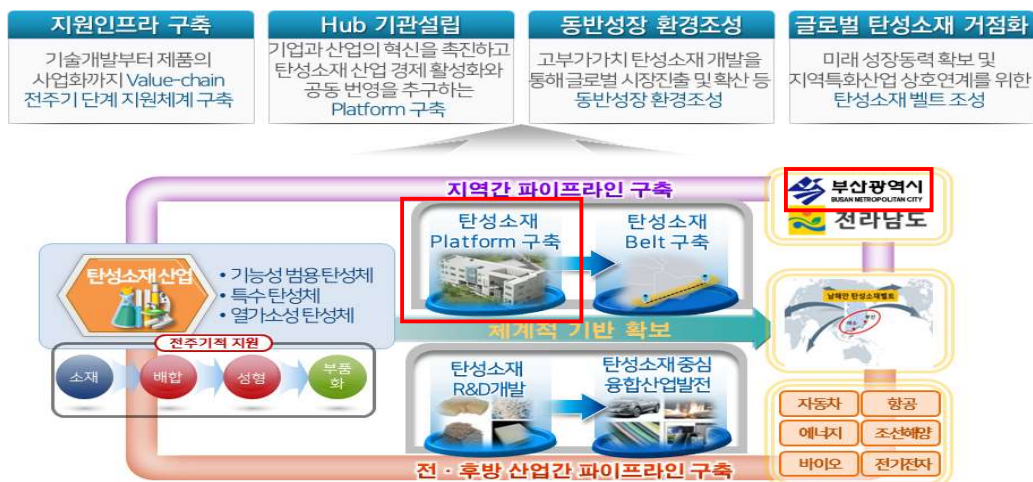 지원인프라 구축
기술개발부터 제품의
사업화까지 Value-chain
전주기 단계 지원체계 구축
Hub 기관설립
기업과 산업의 혁신을 촉진하고
탄성소재 산업 경제 활성화와
공동 번영을 추구하는
Platform 구축
동반성장 환경조성
고부가가치 탄성소재 개발을
통해 글로벌 시장진출 및 확산 등
동반성장 환경조성
글로벌 탄성소재 거점화
미래 성장동력 확보 및
지역특화산업 상호연계를 위한
탄성소재 벨트 조성
지역간 파이프라인 구축
부산광역시
BUSAN METROPOLITAN CITY
전라남도
탄성소재
Platform 구축
탄성소재
Belt 구축
탄성소재 산업
• 기능성 범용 탄성체
• 특수 탄성체
• 열가소성 탄성체
체계적 기반 확보
남해안 탄성소재벨트
부산
여수
전주기적 지원
소재
배합
성형
부품
화
탄성소재
R&D개발
탄성소재 중심
융합산업발전
자동차
항공
에너지
조선해양
바이오
전기전자
전 · 후방 산업간 파이프라인 구축